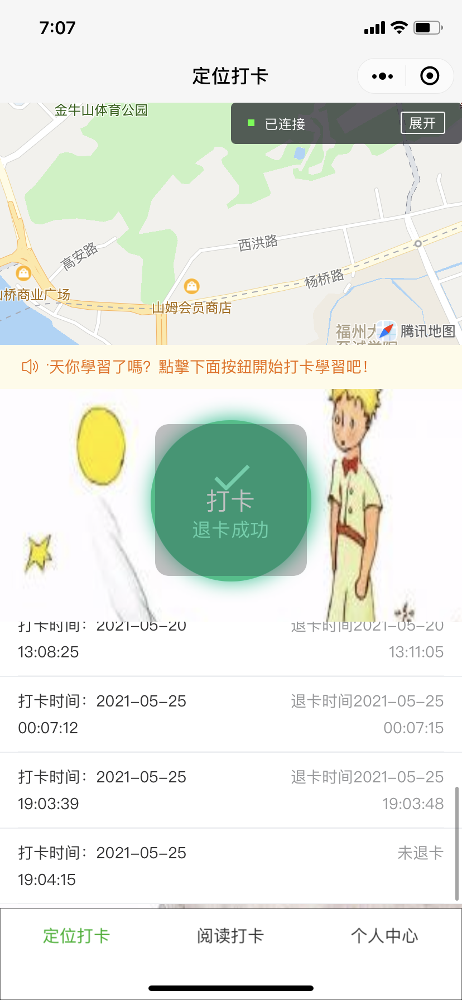 7:07
定位打卡
金牛山体育公园
已连接
展开
西洪路
高安路
杨桥路
桥商业广场
山姆会员商店
福州大
腾讯地图
至诚学院
天你學習了嗎？點擊下面按鈕開始打卡學習吧！
打卡
退卡成功
打卡时间：2021-05-20
13:08:25
退卡时间2021-05-20
13:11:05
打卡时间：2021-05-25
00:07:12
退卡时间2021-05-25
00:07:15
打卡时间：2021-05-25
19:03:39
退卡时间2021-05-25
19:03:48
打卡时间：2021-05-25
19:04:15
未退卡
定位打卡
阅读打卡
个人中心